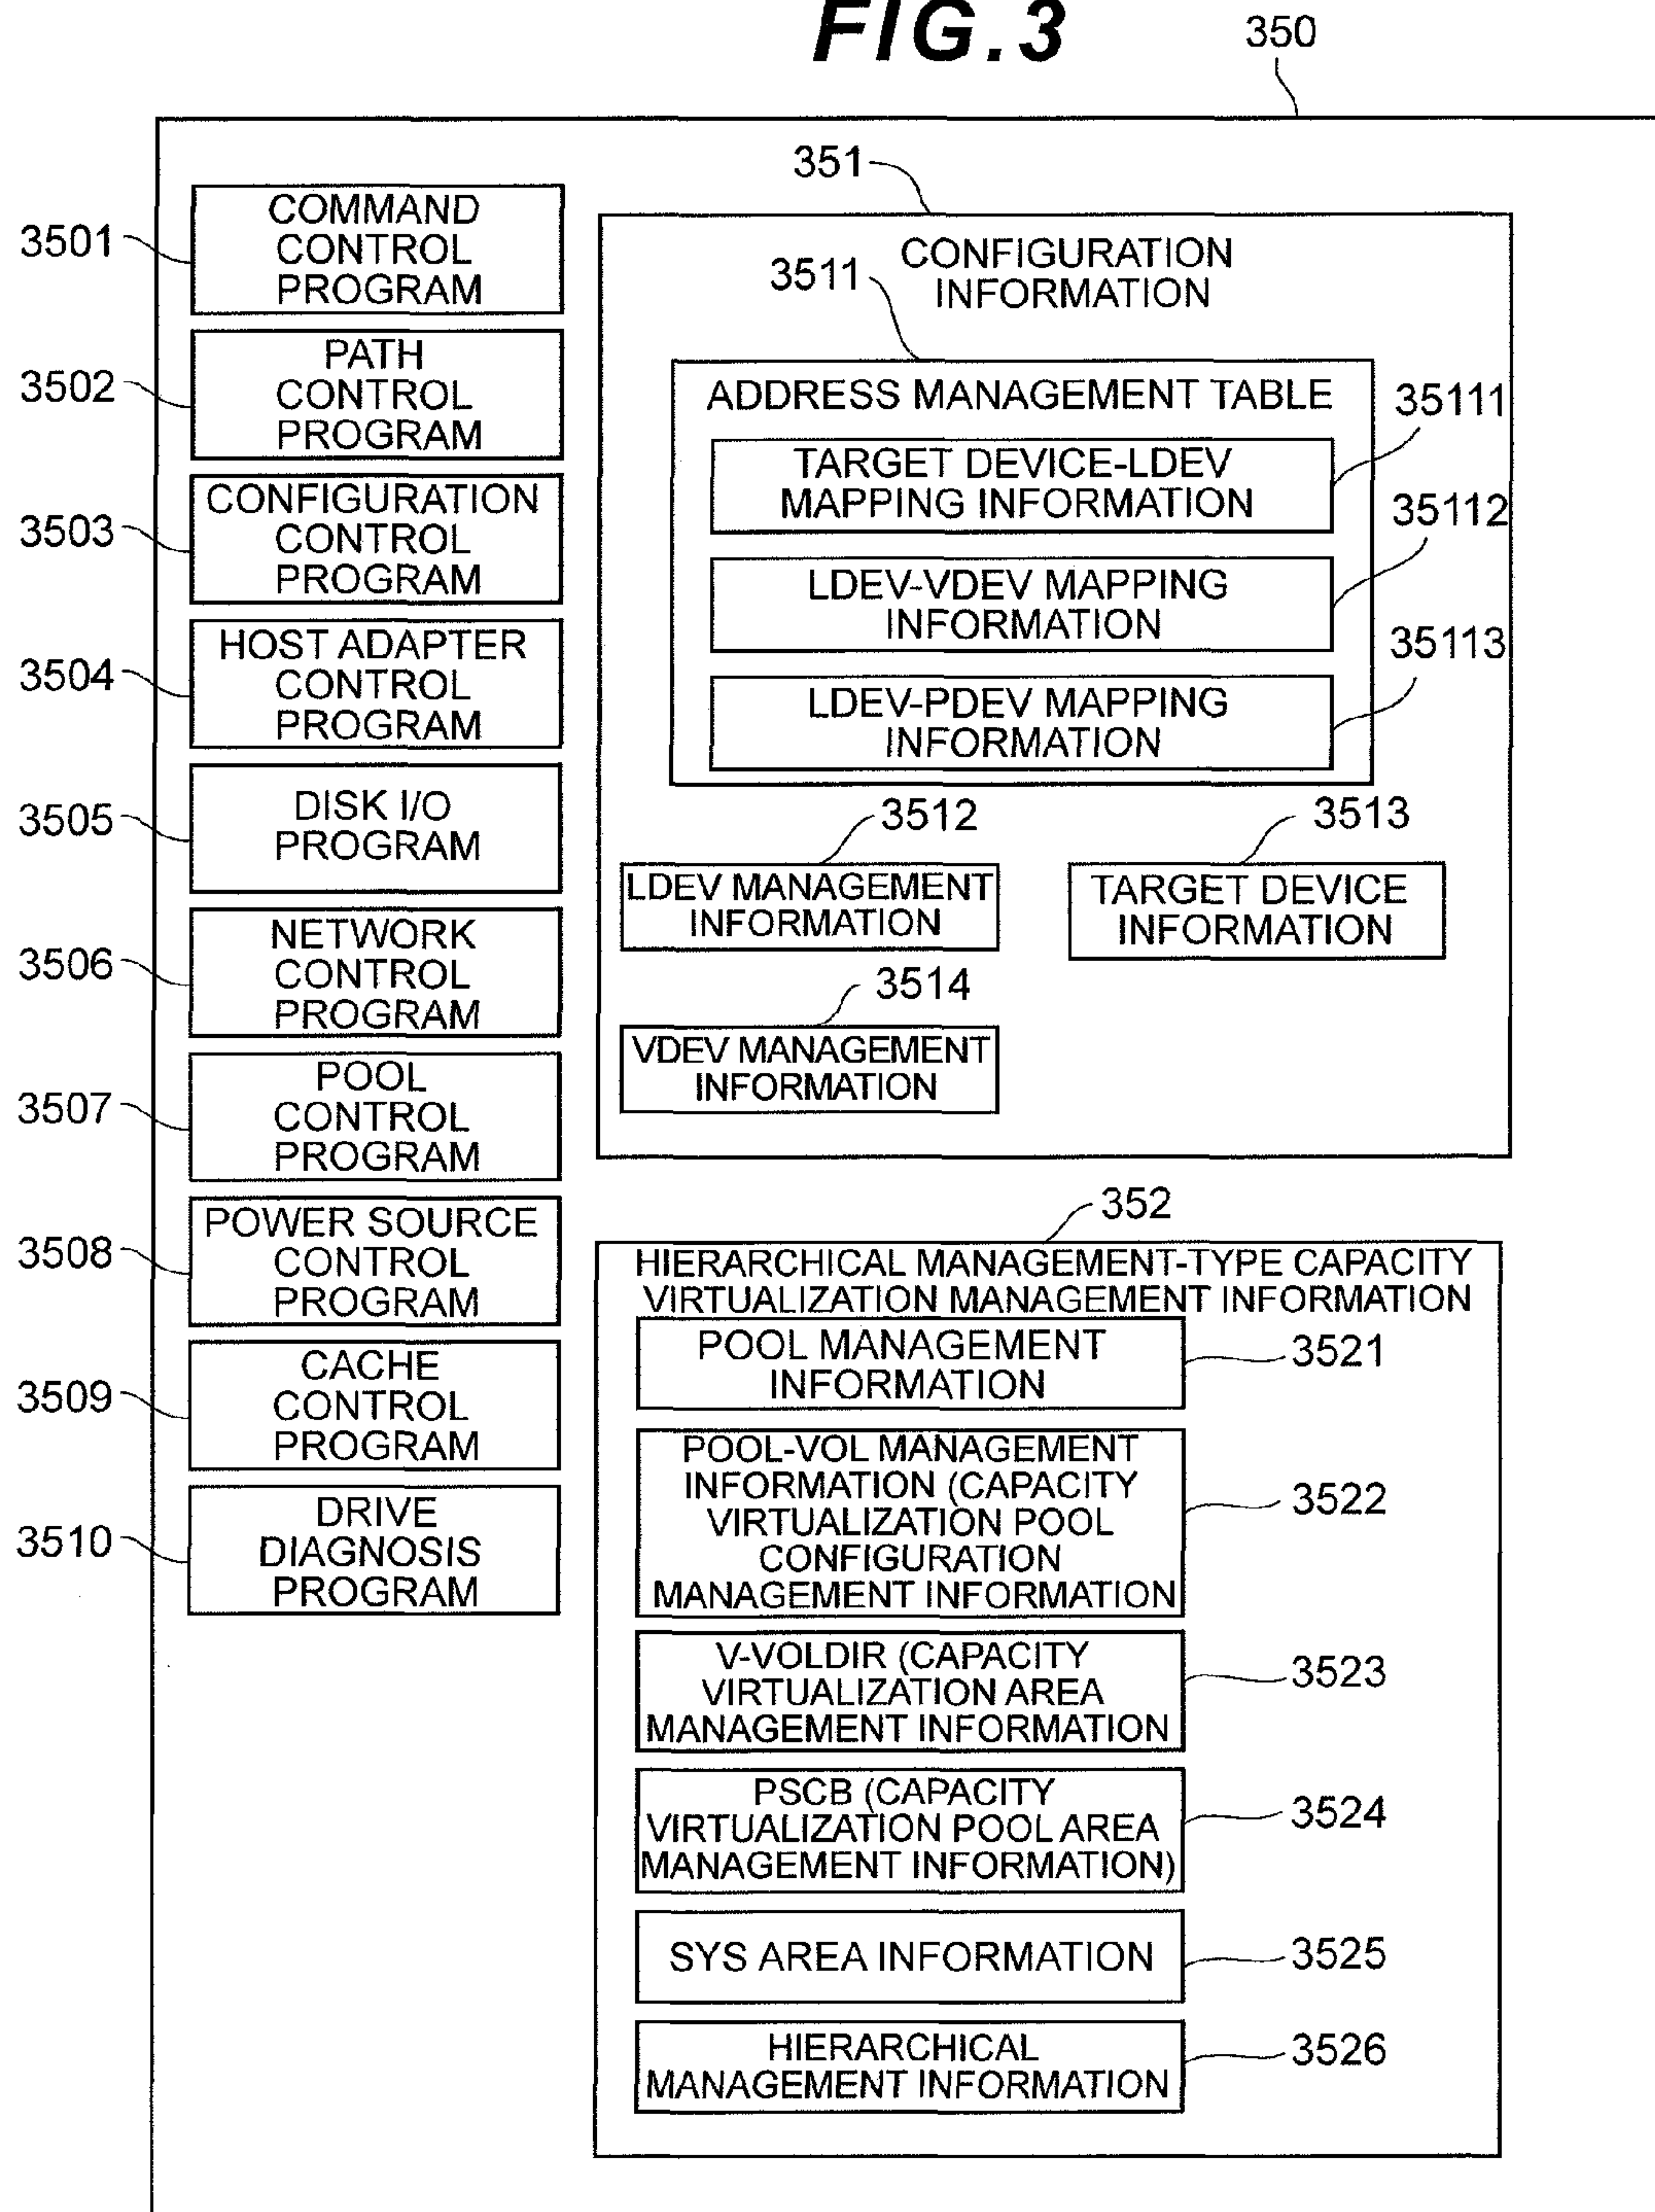 FIG.3
350
3501
COMMAND
CONTROL
PROGRAM
3502
PATH
CONTROL
PROGRAM
3503
CONFIGURATION
CONTROL
PROGRAM
3504
HOST ADAPTER
CONTROL
PROGRAM
3505
DISK I/O
PROGRAM
3506
NETWORK
CONTROL
PROGRAM
3507
POOL
CONTROL
PROGRAM
3508
POWER SOURCE
CONTROL
PROGRAM
3509
CACHE
CONTROL
PROGRAM
3510
DRIVE
DIAGNOSIS
PROGRAM
351
CONFIGURATION
INFORMATION
3511
ADDRESS MANAGEMENT TABLE
35111
TARGET DEVICE-LDEV
MAPPING INFORMATION
35112
LDEV-VDEV MAPPING
INFORMATION
35113
LDEV-PDEV MAPPING
INFORMATION
3512
LDEV MANAGEMENT
INFORMATION
3513
TARGET DEVICE
INFORMATION
3514
VDEV MANAGEMENT
INFORMATION
352
HIERARCHICAL MANAGEMENT-TYPE CAPACITY
VIRTUALIZATION MANAGEMENT INFORMATION
POOL MANAGEMENT
INFORMATION
3521
POOL-VOL MANAGEMENT
INFORMATION (CAPACITY
VIRTUALIZATION POOL
CONFIGURATION
MANAGEMENT INFORMATION
3522
V-VOLDIR (CAPACITY
VIRTUALIZATION AREA
MANAGEMENT INFORMATION
3523
PSCB (CAPACITY
VIRTUALIZATION POOL AREA
MANAGEMENT INFORMATION)
3524
SYS AREA INFORMATION
3525
HIERARCHICAL
MANAGEMENT INFORMATION
3526